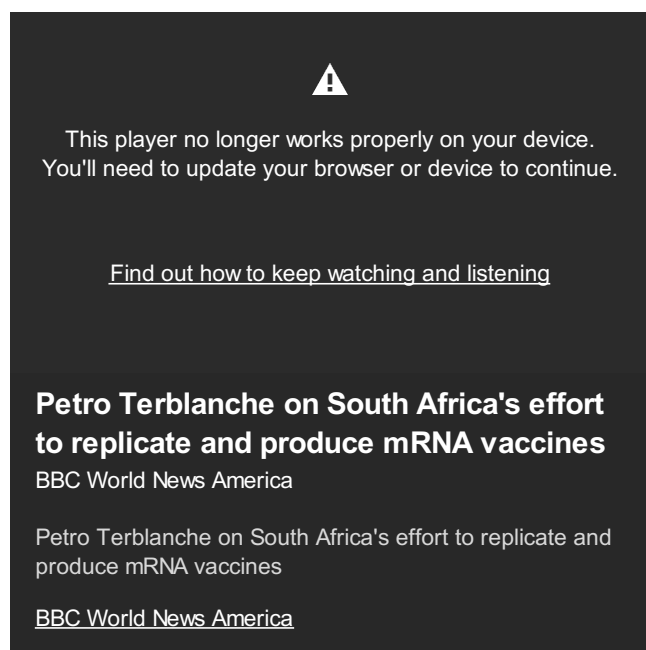 This player no longer works properly on your device.
You'll need to update your browser or device to continue.
Find out how to keep watching and listening
Petro Terblanche on South Africa's effort
to replicate and produce mRNA vaccines
BBC World News America
Petro Terblanche on South Africa's effort to replicate and
produce mRNA vaccines
BBC World News America